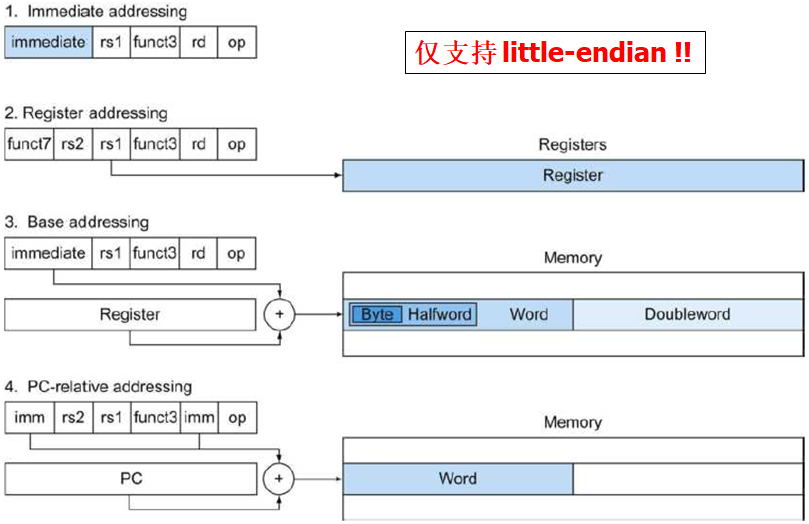 1. Immediate addressing
immediate rs1 funct3 rd op
仅支持 little-endian !!
2. Register addressing
funct7 rs2 rs1 funct3 rd op
Registers
Register
3. Base addressing
immediate rs1 funct3 rd op
Memory
Register + Byte Halfword Word Doubleword
4. PC-relative addressing
imm rs2 rs1 funct3 imm op
Memory
PC + Word